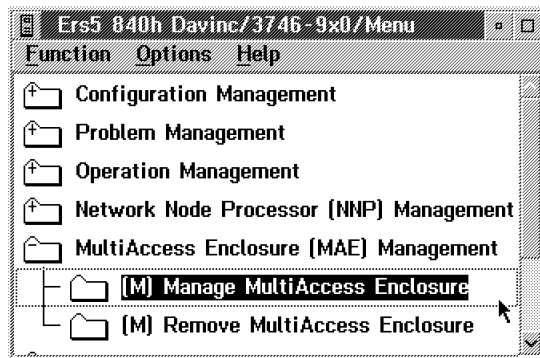 Ers5 840h Davinc/3746-9x0/Menu
Function Options Help
Configuration Management
Problem Management
Operation Management
Network Node Processor (NNP) Management
MultiAccess Enclosure (MAE) Management
(M) Manage MultiAccess Enclosure
(M) Remove MultiAccess Enclosure